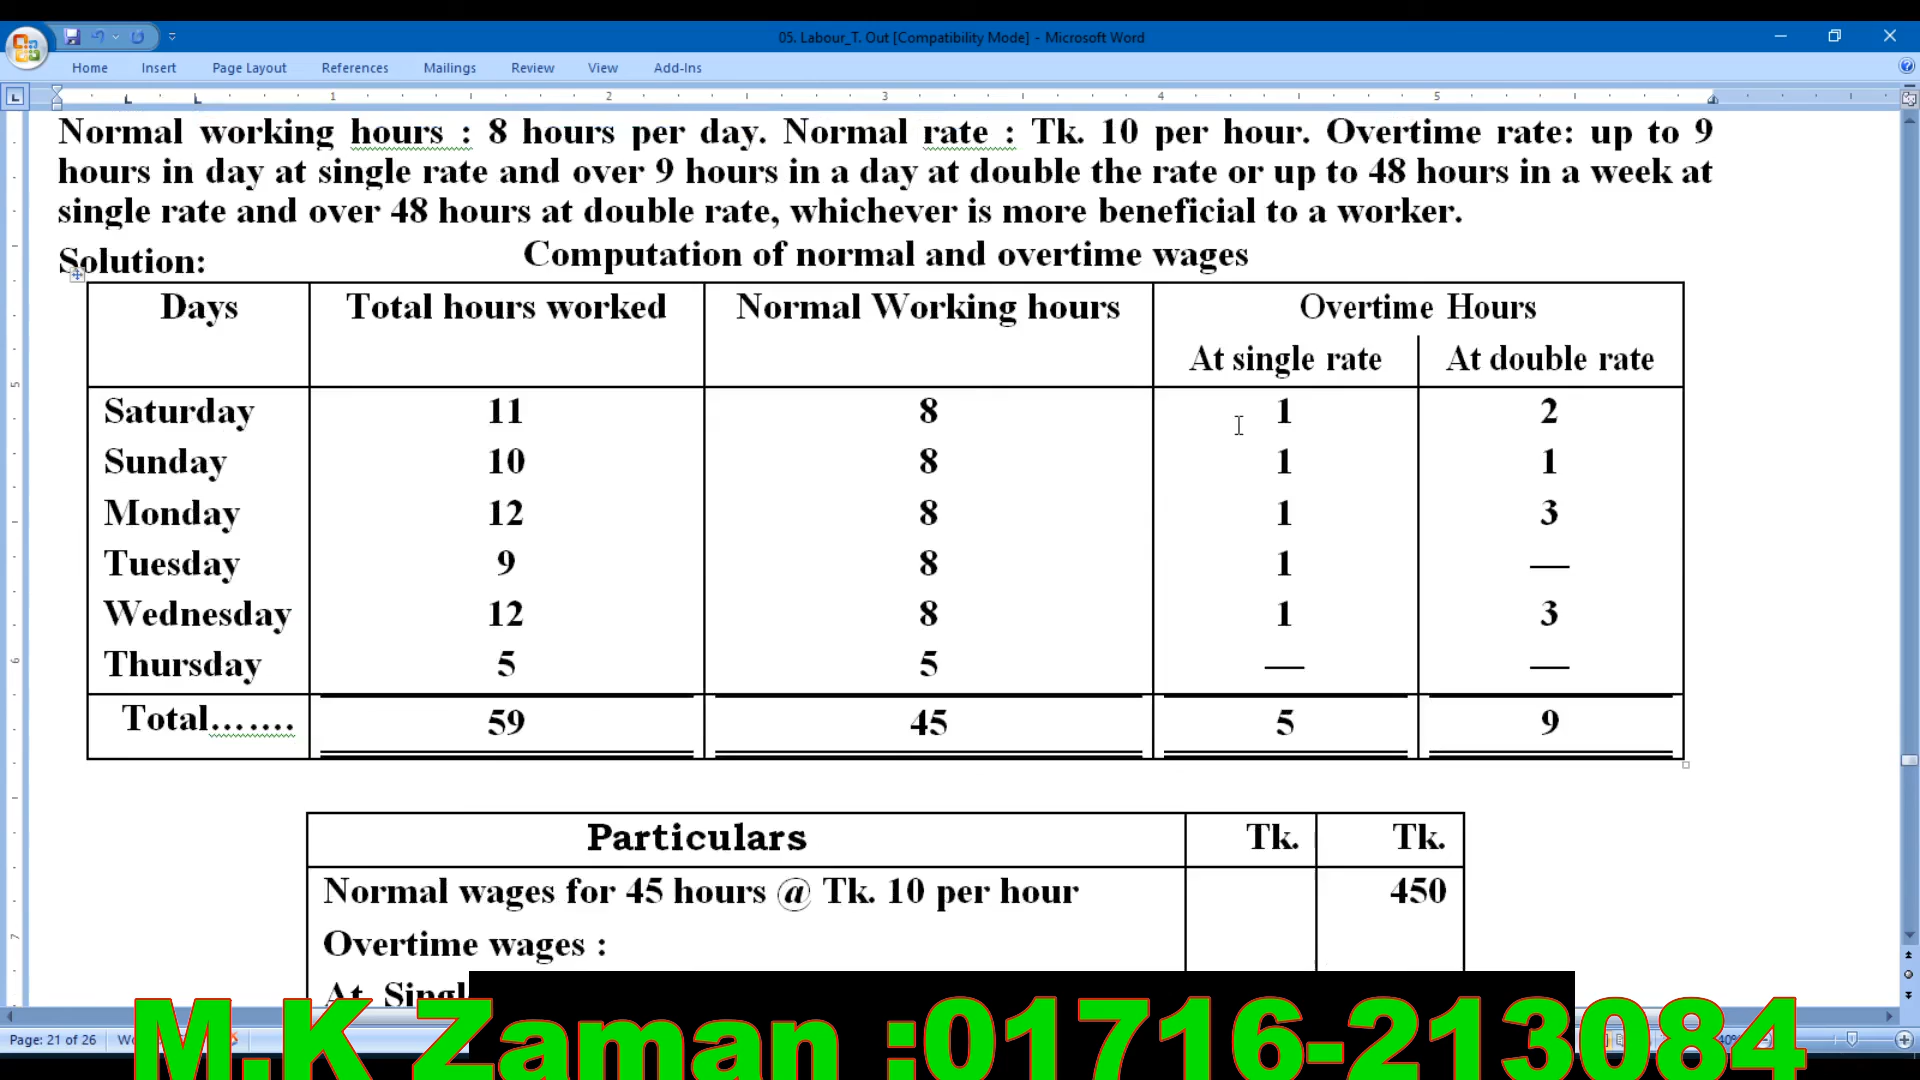 05. Labour_T. Out [Compatibility Mode] - Microsoft Word
Home Insert Page Layout References Mailings Review View Add-Ins
1 2 3 4 5
Normal working hours : 8 hours per day. Normal rate : Tk. 10 per hour. Overtime rate: up to 9
hours in day at single rate and over 9 hours in a day at double the rate or up to 48 hours in a week at
single rate and over 48 hours at double rate, whichever is more beneficial to a worker.
Solution: Computation of normal and overtime wages
Days Total hours worked Normal Working hours Overtime Hours
At single rate At double rate
Saturday 11 8 1 2
Sunday 10 8 1 1
Monday 12 8 1 3
Tuesday 9 8 1 —
Wednesday 12 8 1 3
Thursday 5 5 — —
Total……. 59 45 5 9
Particulars Tk. Tk.
Normal wages for 45 hours @ Tk. 10 per hour 450
Overtime wages :
At Singl
Page: 21 of 26
M.K Zaman :01716-213084